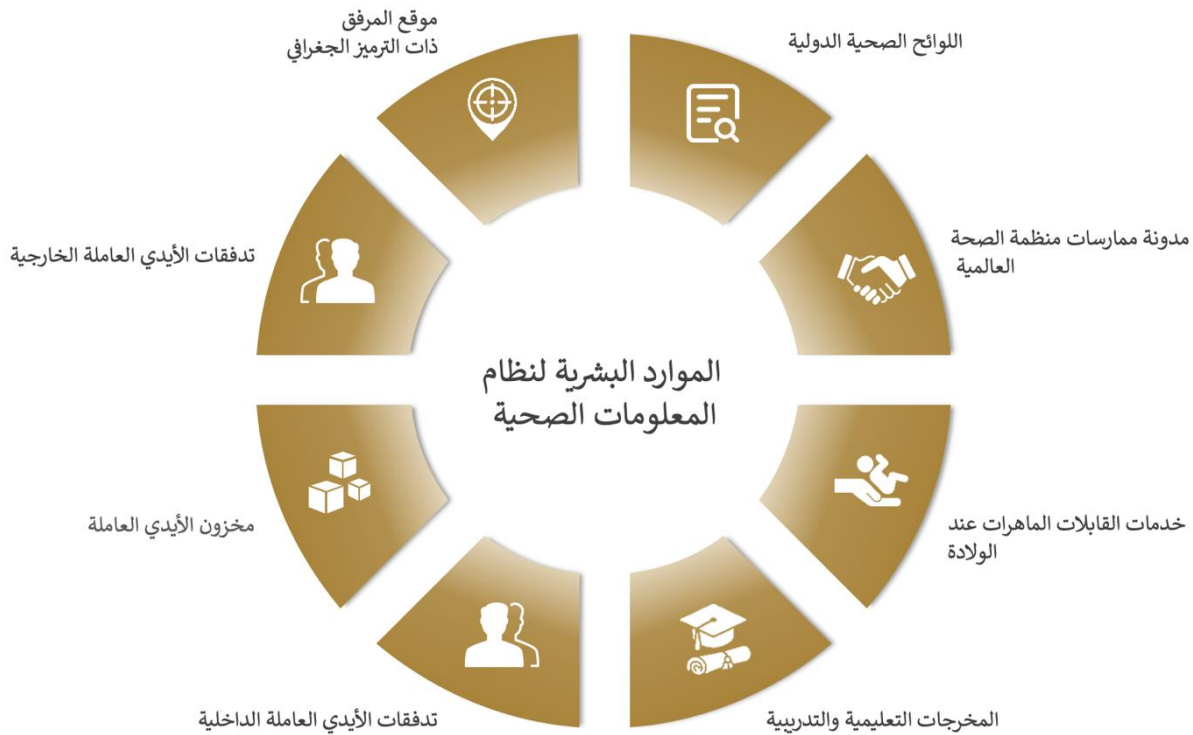 موقع المرفق
ذات الترميز الجغرافي
اللوائح الصحية الدولية
تدفقات الأيدي العاملة الخارجية
مدونة ممارسات منظمة الصحة
العالمية
الموارد البشرية لنظام
المعلومات الصحية
مخزون الأيدي العاملة
خدمات القابلات الماهرات عند
الولادة
تدفقات الأيدي العاملة الداخلية
المخرجات التعليمية والتدريبية